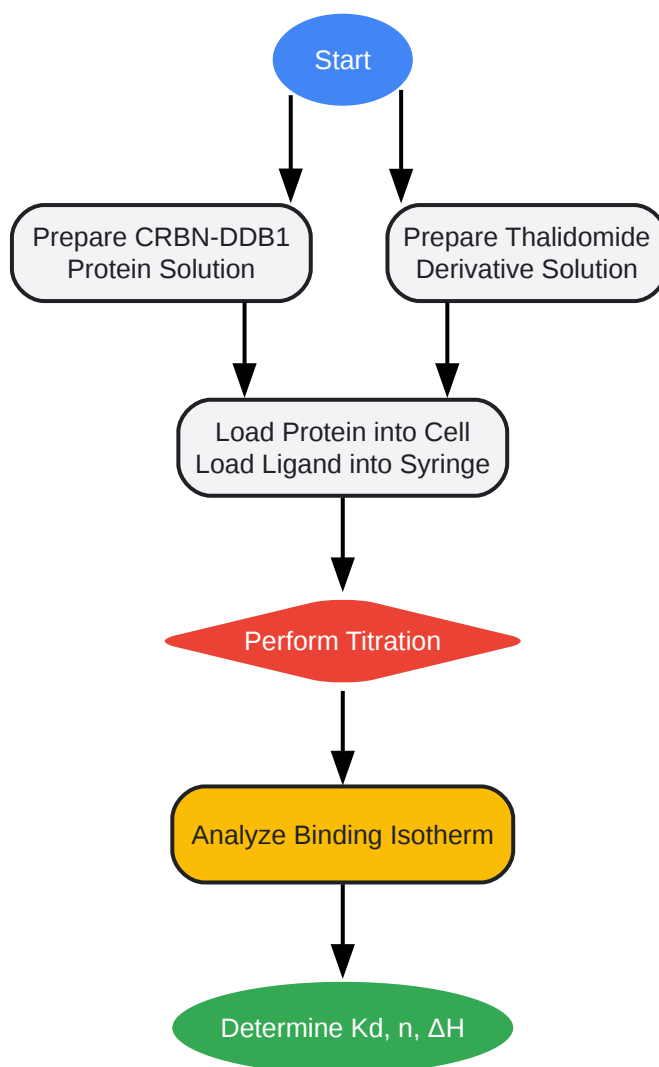 Start
Prepare CRBN-DDB1
Protein Solution
Prepare Thalidomide
Derivative Solution
Load Protein into Cell
Load Ligand into Syringe
Perform Titration
Analyze Binding Isotherm
Determine Kd, n, ΔH